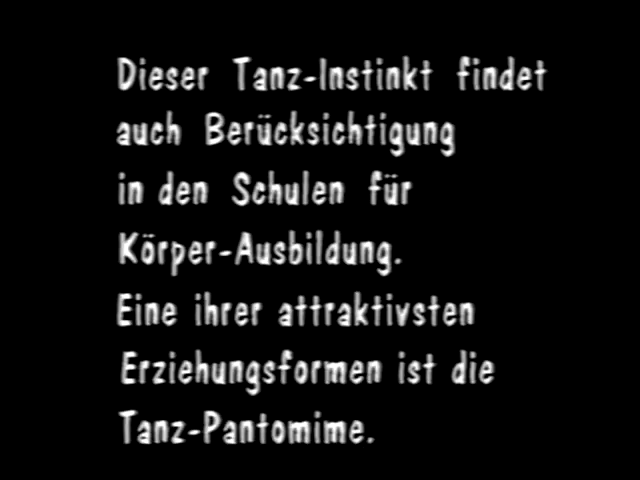 Dieser Tanz-Instinkt findet
auch Berücksichtigung
in den Schulen für
Körper-Ausbildung.
Eine ihrer attraktivsten
Erziehungsformen ist die
Tanz-Pantomime.